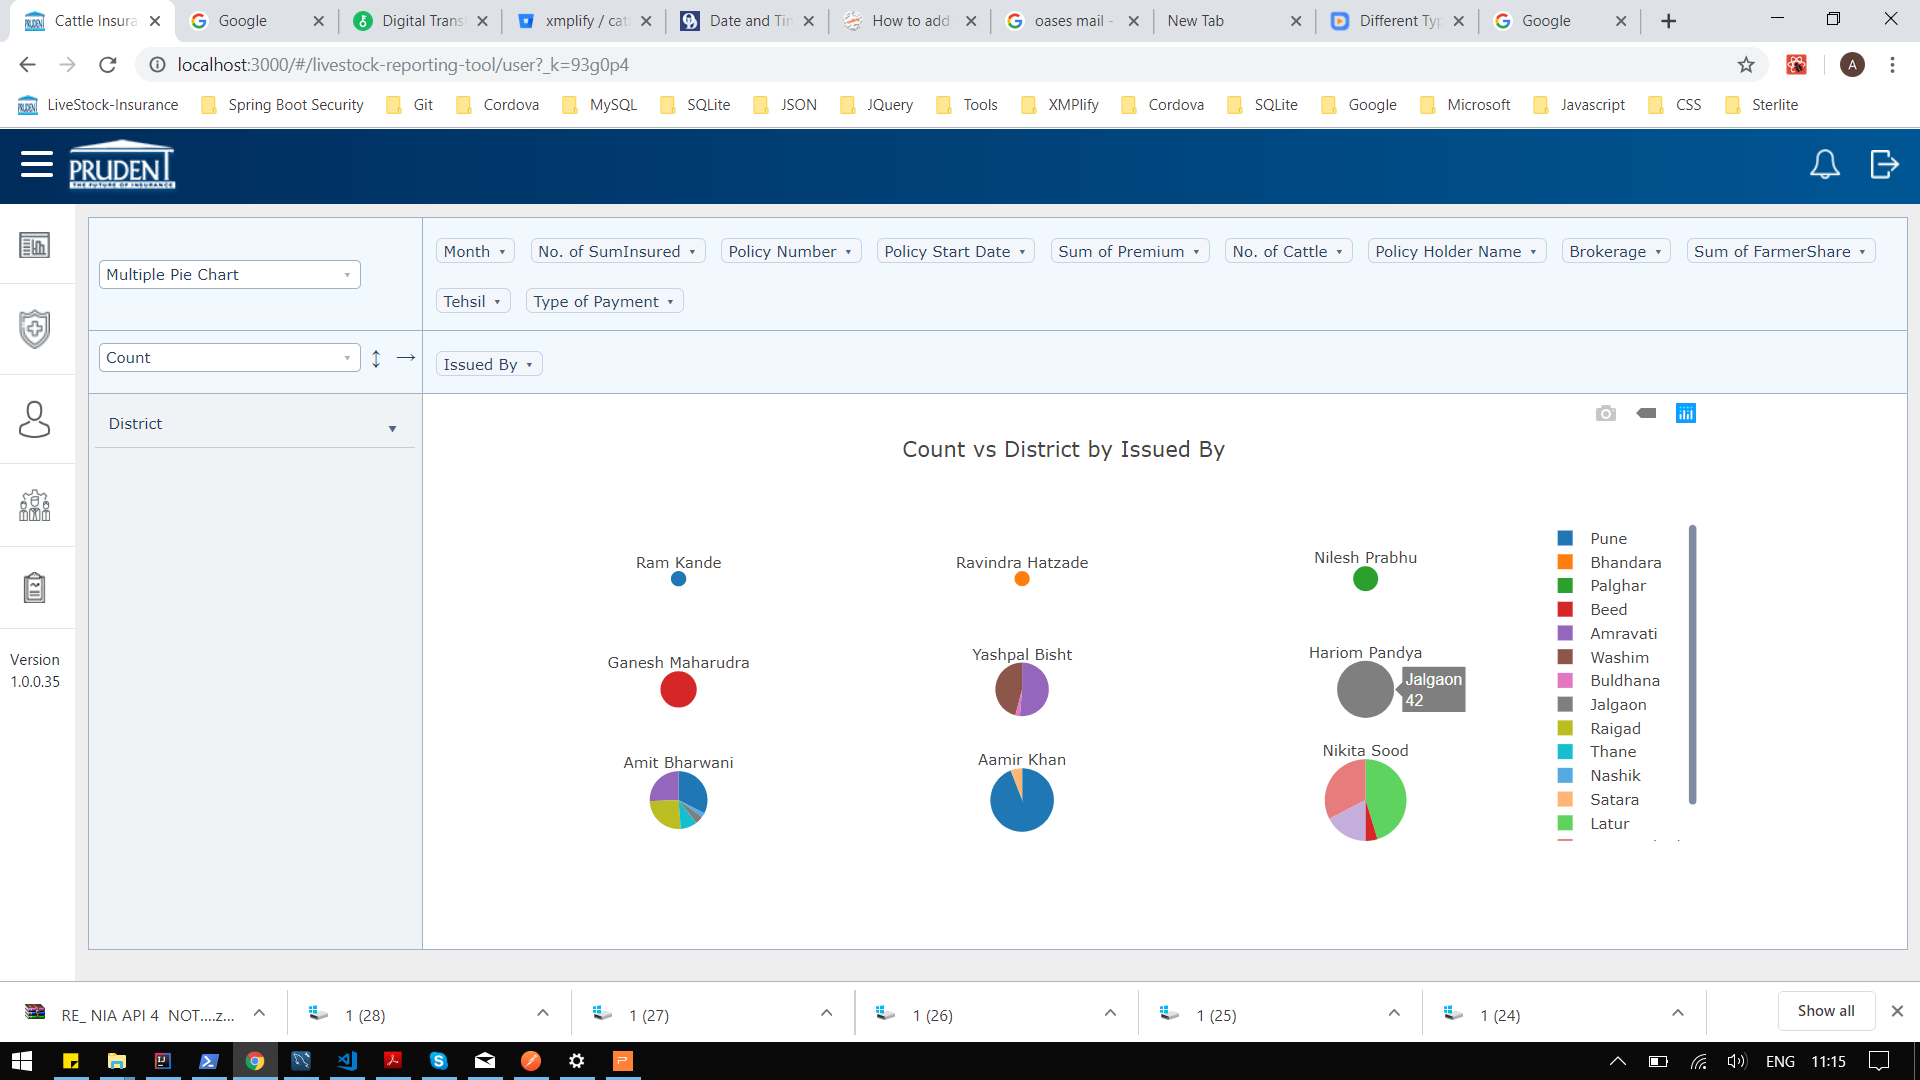 Cattle Insura
Google
Digital Trans
xmplify / catt
Date and Tim
How to add
oases mail -
New Tab
Different Typ
Google
localhost:3000/#/livestock-reporting-tool/user?_k=93g0p4
A
LiveStock-Insurance
Spring Boot Security
Git
Cordova
MySQL
SQLite
JSON
JQuery
Tools
XMPlify
Cordova
SQLite
Google
Microsoft
Javascript
CSS
Sterlite
PRUDENT
THE FUTURE OF INSURANCE
Multiple Pie Chart
Month
No. of SumInsured
Policy Number
Policy Start Date
Sum of Premium
No. of Cattle
Policy Holder Name
Brokerage
Sum of FarmerShare
Tehsil
Type of Payment
Count
Issued By
District
Count vs District by Issued By
Ram Kande
Ravindra Hatzade
Nilesh Prabhu
Ganesh Maharudra
Yashpal Bisht
Hariom Pandya
Jalgaon
42
Amit Bharwani
Aamir Khan
Nikita Sood
Pune
Bhandara
Palghar
Beed
Amravati
Washim
Buldhana
Jalgaon
Raigad
Thane
Nashik
Satara
Latur
Version
1.0.0.35
RE_ NIA API 4 NOT....z...
1 (28)
1 (27)
1 (26)
1 (25)
1 (24)
Show all
ENG
11:15